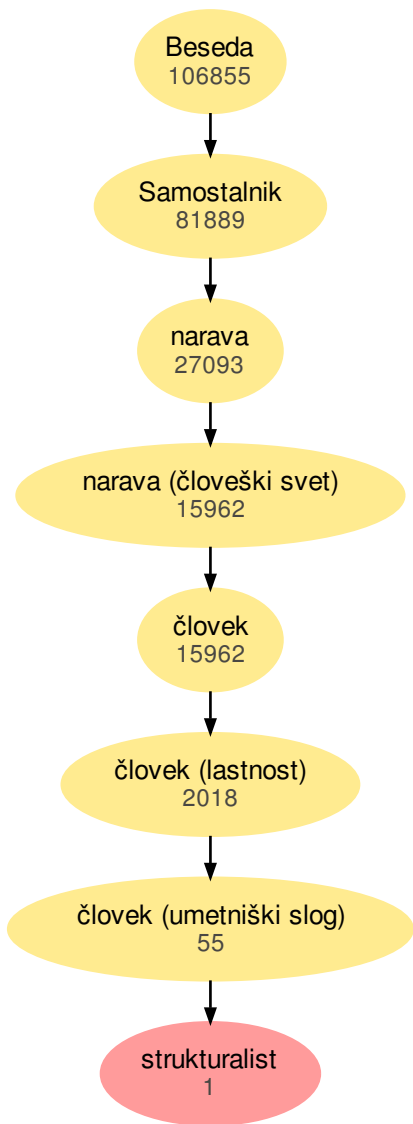 Beseda
106855
Samostalnik
81889
narava
27093
narava (človeški svet)
15962
človek
15962
človek (lastnost)
2018
človek (umetniški slog)
55
strukturalist
1